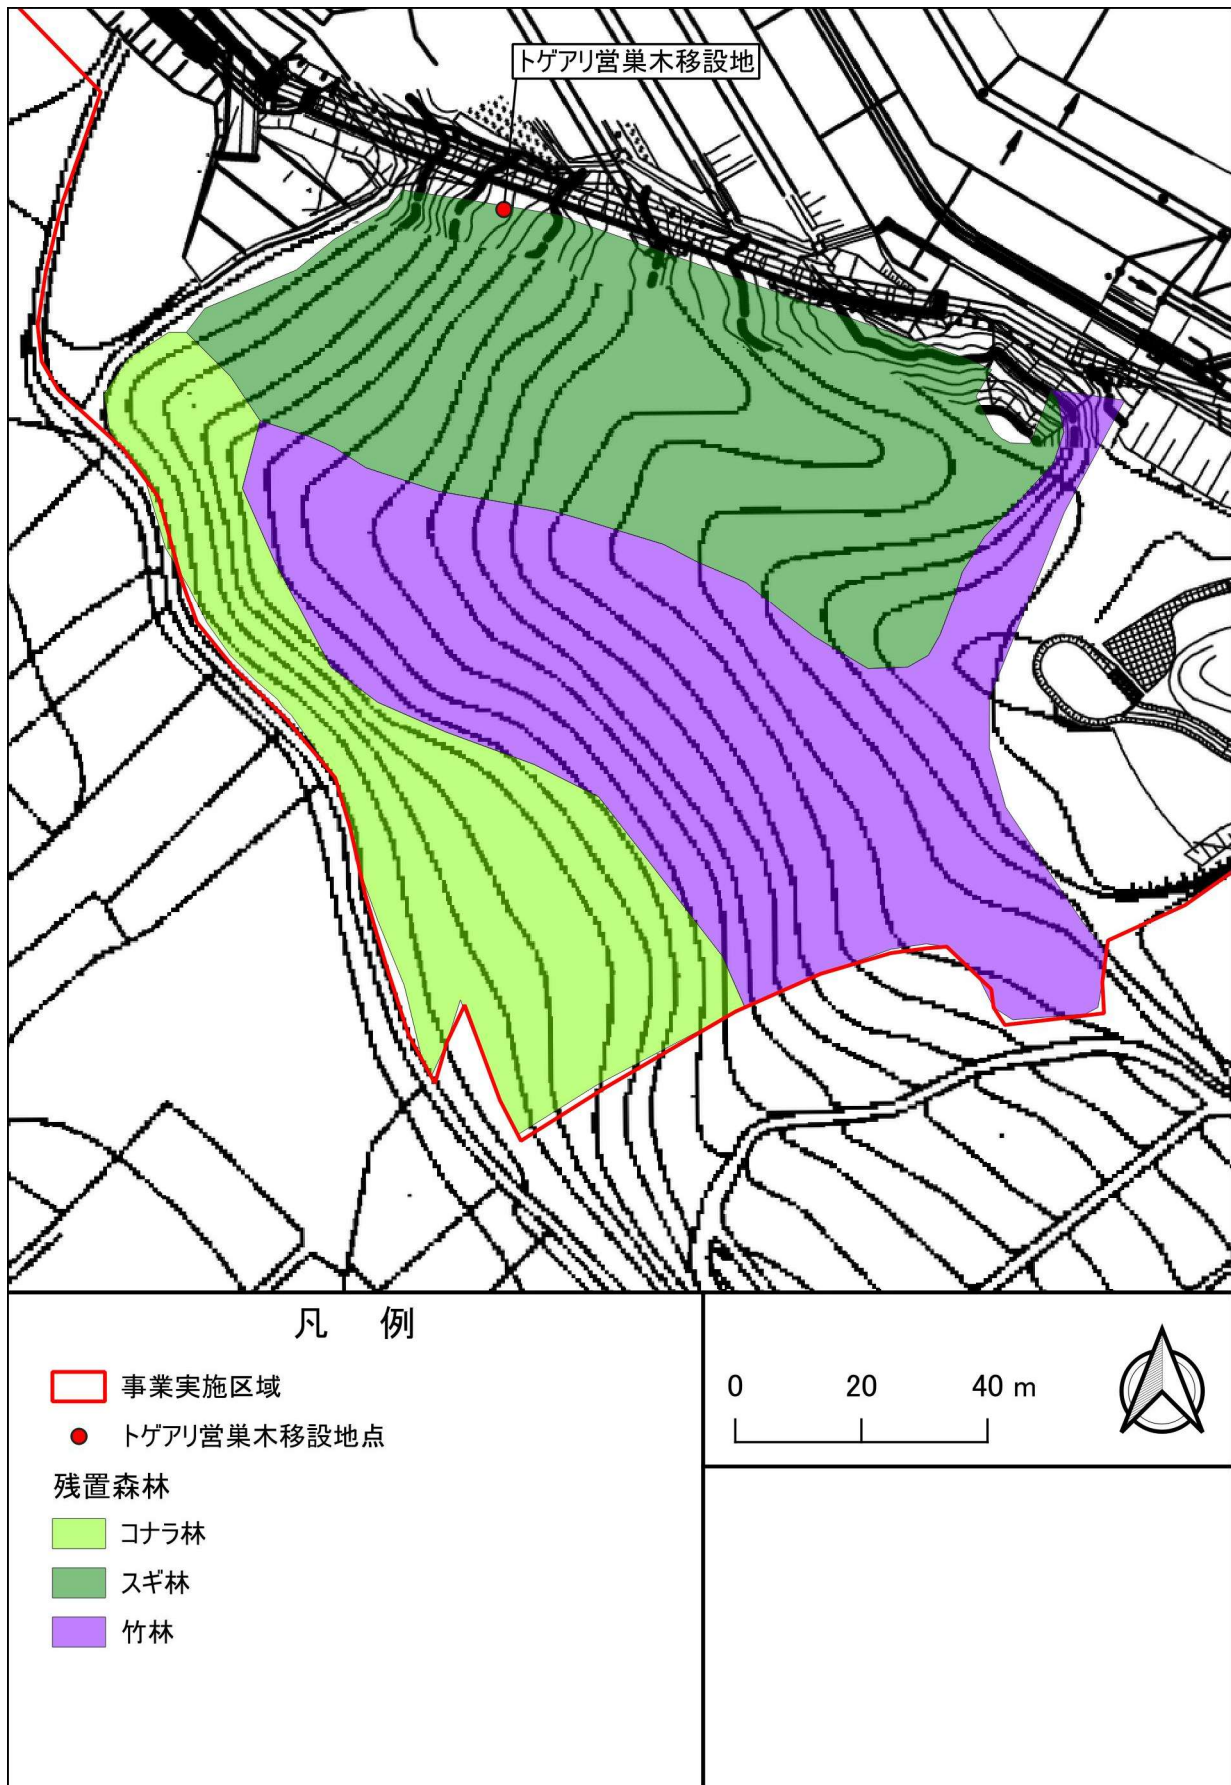 トゲアリ営巣木移設地
凡 例
事業実施区域
トゲアリ営巣木移設地点
残置森林
コナラ林
スギ林
竹林
0 20 40 m